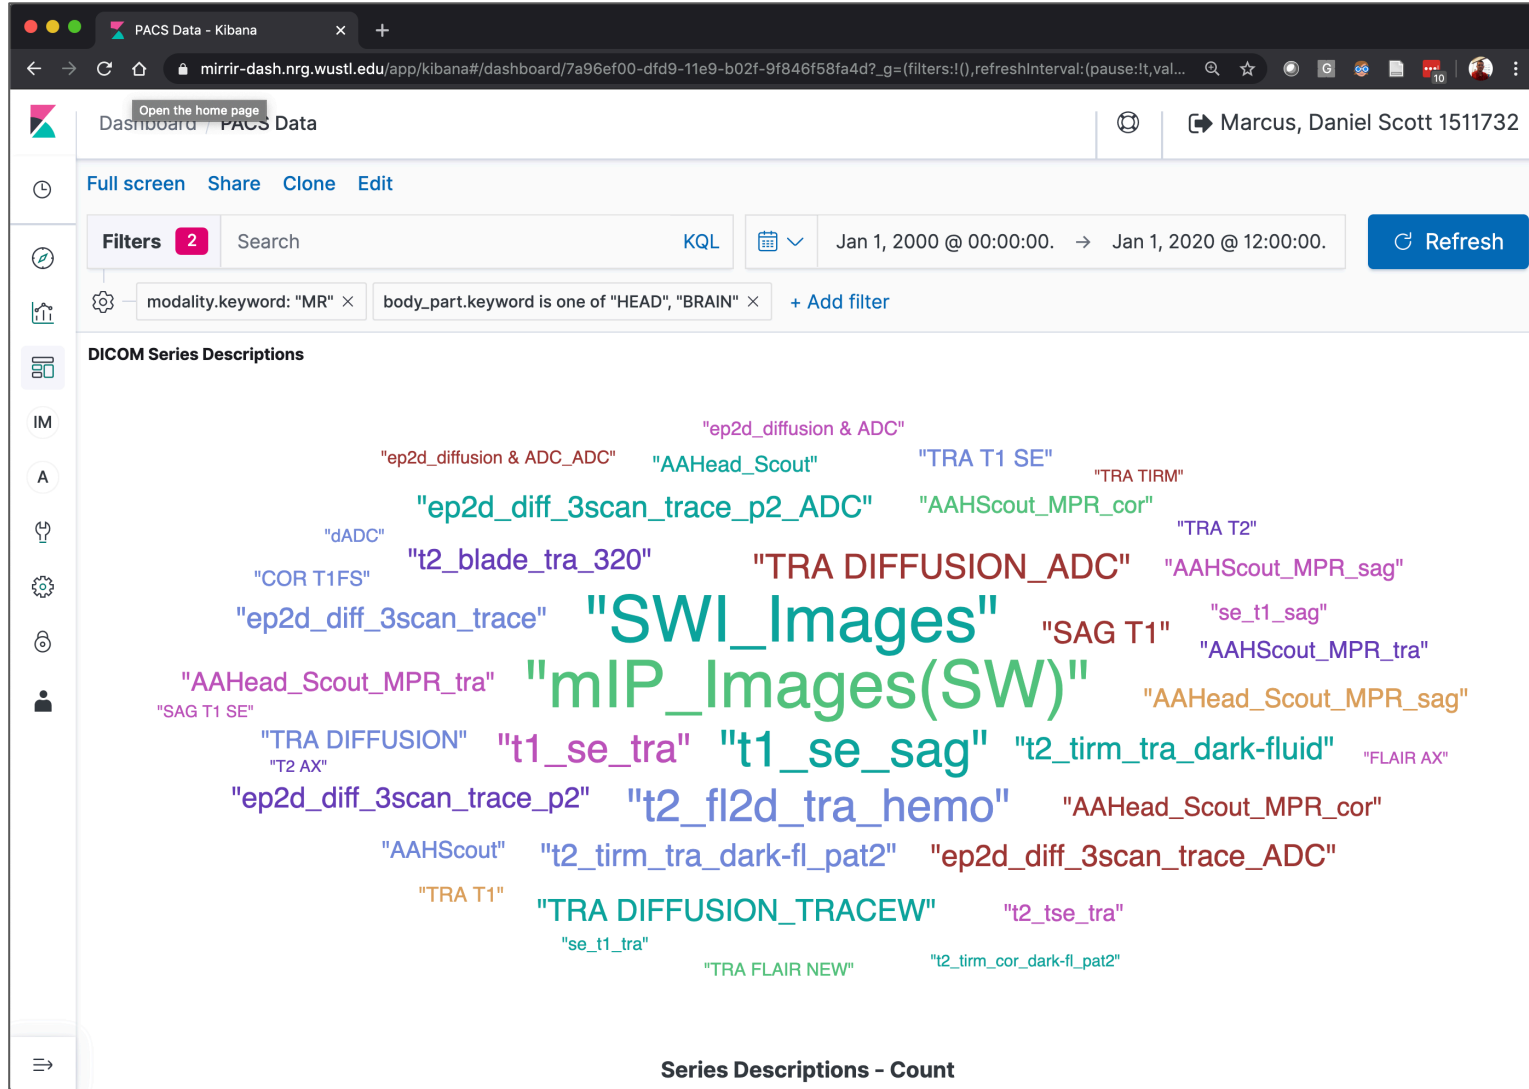 PACS Data - Kibana
mirrir-dash.nrg.wustl.edu/app/kibana#/dashboard/7a96ef00-dfd9-11e9-b02f-9f846f58fa4d?_g=(filters:!(),refreshInterval:(pause:!t,val...
G
10
Open the home page
Dashboard / PACS Data
Marcus, Daniel Scott 1511732
Full screen Share Clone Edit
Filters 2 Search KQL Jan 1, 2000 @ 00:00:00. → Jan 1, 2020 @ 12:00:00. Refresh
modality.keyword: "MR" × body_part.keyword is one of "HEAD", "BRAIN" × + Add filter
DICOM Series Descriptions
IM
A
"ep2d_diffusion & ADC"
"ep2d_diffusion & ADC_ADC" "AAHead_Scout" "TRA T1 SE"
"TRA TIRM"
"ep2d_diff_3scan_trace_p2_ADC" "AAHScout_MPR_cor"
"dADC" "TRA T2"
"t2_blade_tra_320" "TRA DIFFUSION_ADC" "AAHScout_MPR_sag"
"COR T1FS"
"ep2d_diff_3scan_trace" "SWI_Images" "se_t1_sag"
"SAG T1" "AAHScout_MPR_tra"
"AAHead_Scout_MPR_tra" "mIP_Images(SW)" "AAHead_Scout_MPR_sag"
"SAG T1 SE"
"TRA DIFFUSION" "t1_se_tra" "t1_se_sag" "t2_tirm_tra_dark-fluid" "FLAIR AX"
"T2 AX"
"ep2d_diff_3scan_trace_p2" "t2_fl2d_tra_hemo" "AAHead_Scout_MPR_cor"
"AAHScout" "t2_tirm_tra_dark-fl_pat2" "ep2d_diff_3scan_trace_ADC"
"TRA T1" "TRA DIFFUSION_TRACEW" "t2_tse_tra"
"se_t1_tra"
"TRA FLAIR NEW" "t2_tirm_cor_dark-fl_pat2"
Series Descriptions - Count